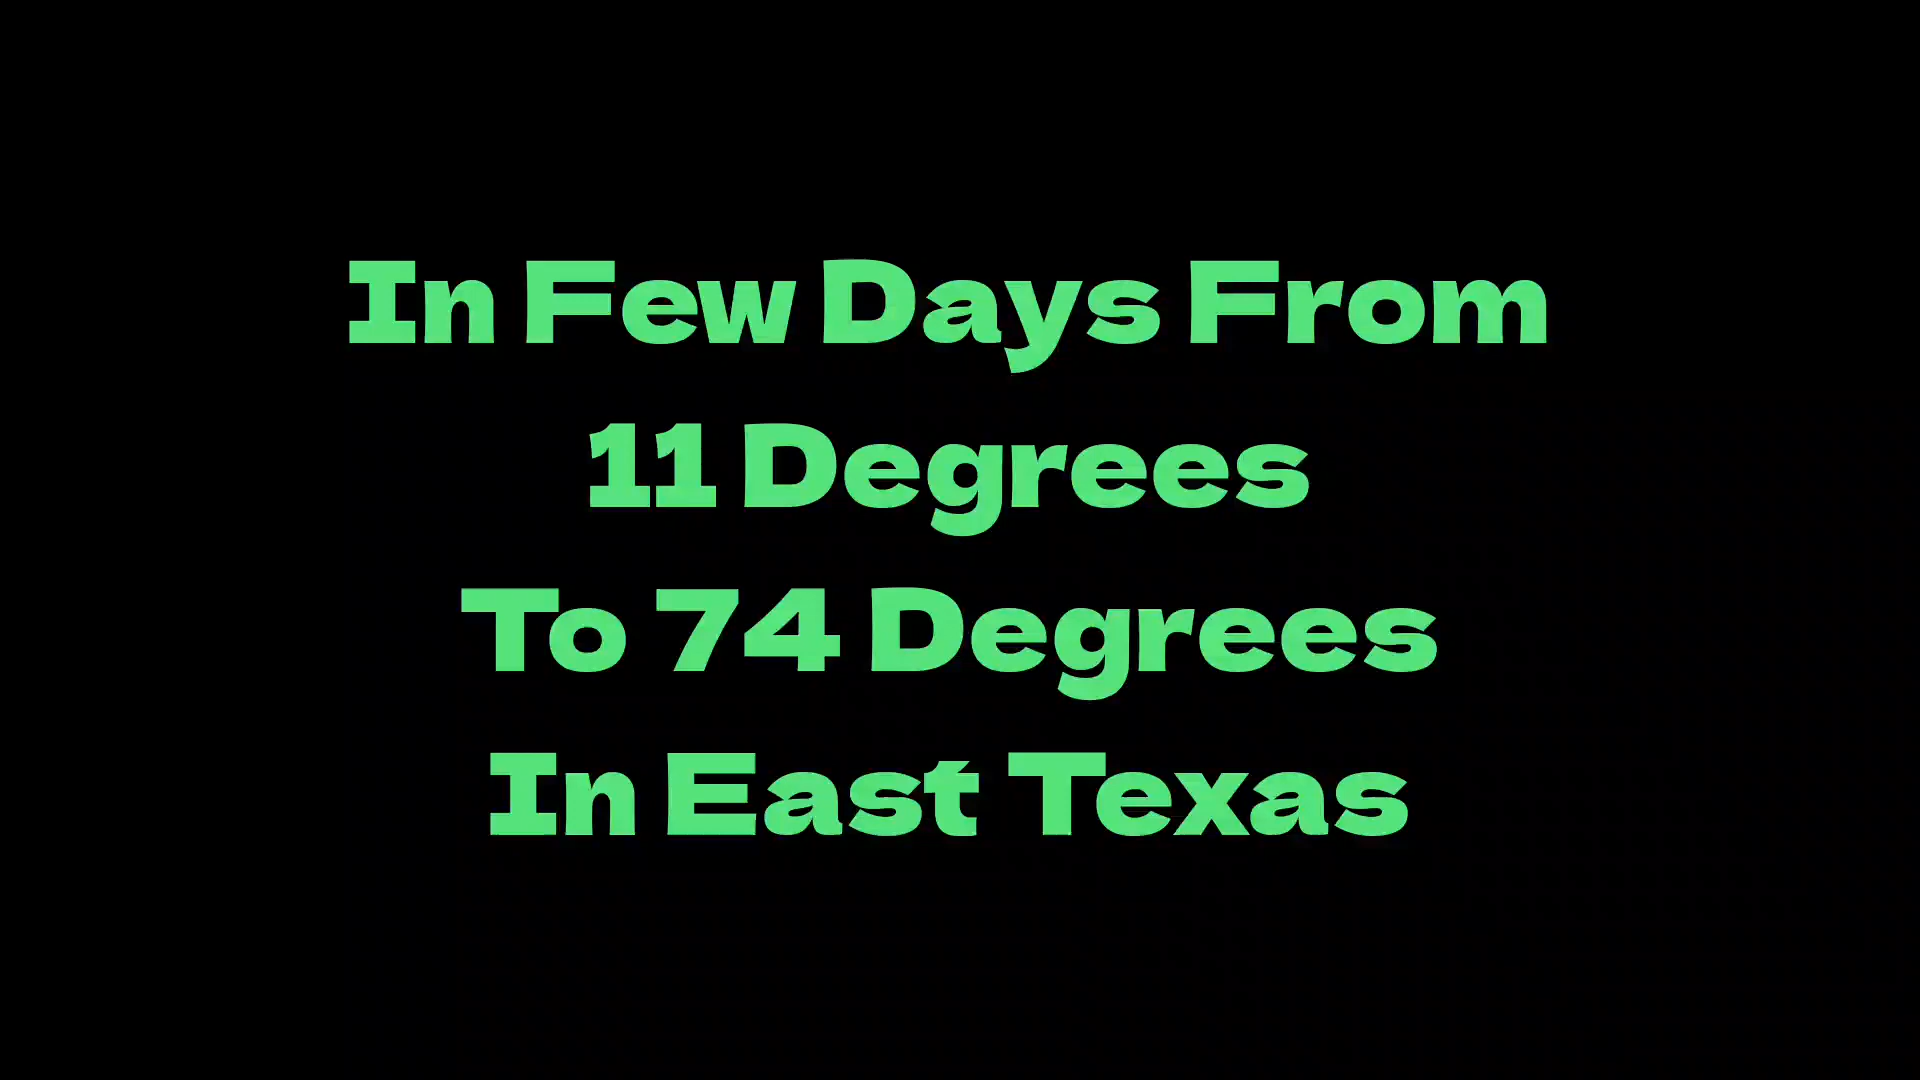 In Few Days From
11 Degrees
To 74 Degrees
In East Texas